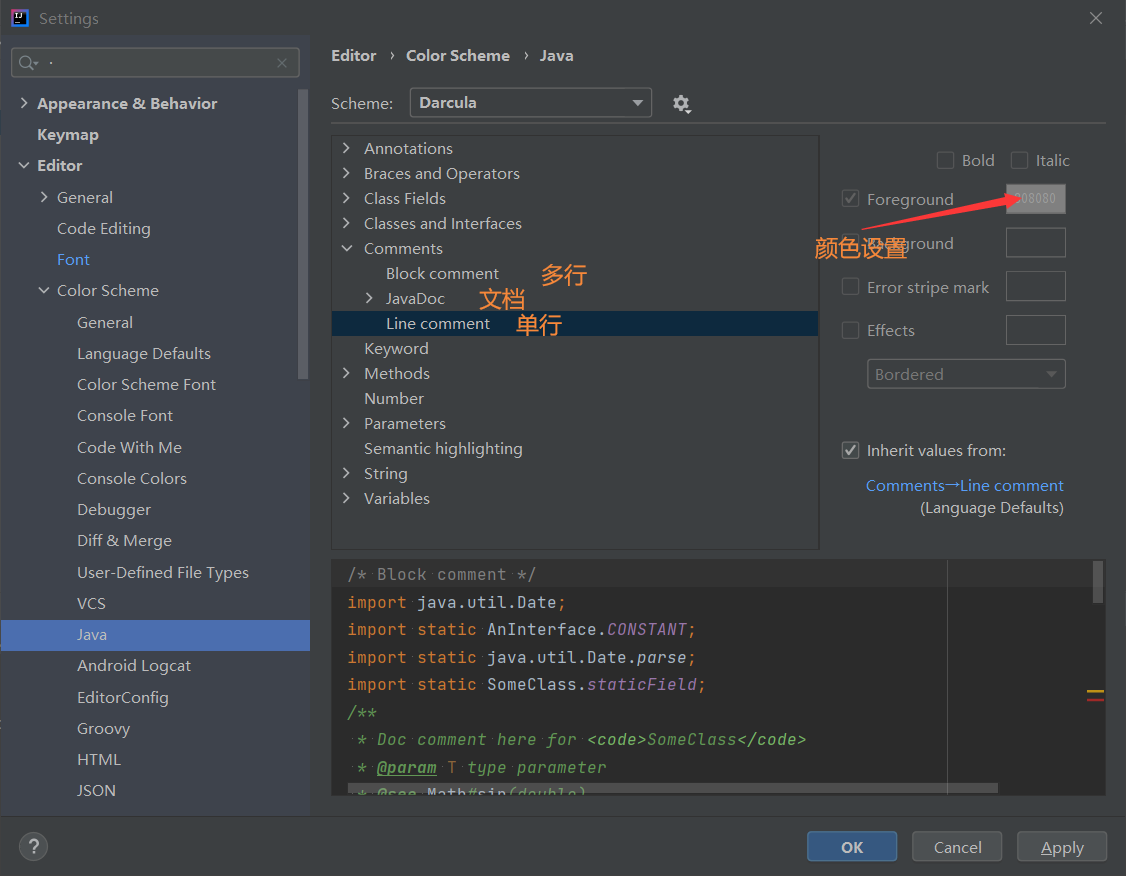 Settings
Appearance & Behavior
Keymap
Editor
General
Code Editing
Font
Color Scheme
General
Language Defaults
Color Scheme Font
Console Font
Code With Me
Console Colors
Debugger
Diff & Merge
User-Defined File Types
VCS
Java
Android Logcat
EditorConfig
Groovy
HTML
JSON
Editor › Color Scheme › Java
Scheme: Darcula
Annotations
Braces and Operators
Class Fields
Classes and Interfaces
Comments
Block comment 多行
JavaDoc 文档
Line comment 单行
Keyword
Methods
Number
Parameters
Semantic highlighting
String
Variables
Bold Italic
Foreground 808080
颜色设置
Background
Error stripe mark
Effects
Bordered
Inherit values from:
Comments→Line comment
(Language Defaults)
/* Block comment */
import java.util.Date;
import static AnInterface.CONSTANT;
import static java.util.Date.parse;
import static SomeClass.staticField;
/**
* Doc comment here for <code>SomeClass</code>
* @param T type parameter
* @see Math#sin(double)
? OK Cancel Apply